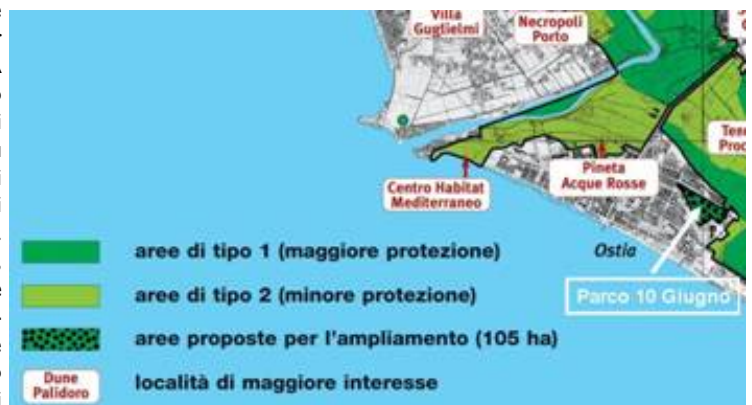 Villa
Guglielmi
Necropoli
Porto
Centro Habitat
Mediterraneo
Pineta
Acque Rosse
Ostia
Parco 10 Giugno
aree di tipo 1 (maggiore protezione)
aree di tipo 2 (minore protezione)
aree proposte per l'ampliamento (105 ha)
Dune
Palidoro
località di maggiore interesse